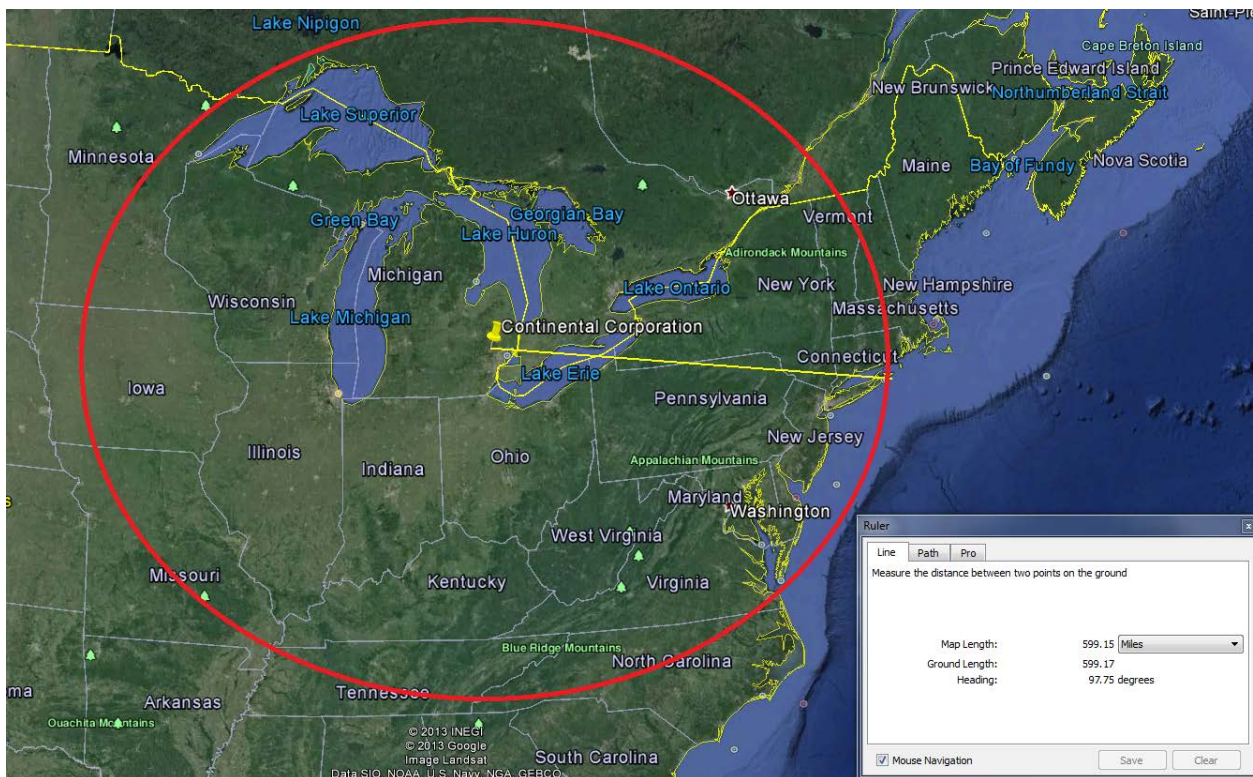 Lake Nipigon
Cape Breton Island
Prince Edward Island
New Brunswick
Northumberland Strait
Lake Superior
Minnesota
Maine
Bay of Fundy
Nova Scotia
Ottawa
Green Bay
Georgian Bay
Lake Huron
Vermont
Adirondack Mountains
Michigan
Lake Ontario
New York
New Hampshire
Wisconsin
Lake Michigan
Massachusetts
Continental Corporation
Connecticut
Lake Erie
Iowa
Pennsylvania
New Jersey
Illinois
Indiana
Ohio
Appalachian Mountains
Maryland
Washington
West Virginia
Missouri
Kentucky
Virginia
Blue Ridge Mountains
North Carolina
Tennessee
Arkansas
Ouachita Mountains
South Carolina
© 2013 INEGI
© 2013 Google
Image Landsat
Data SIO, NOAA, U.S. Navy, NGA, GEBCO
Ruler
Line Path Pro
Measure the distance between two points on the ground
Map Length: 599.15 Miles
Ground Length: 599.17
Heading: 97.75 degrees
Mouse Navigation Save Clear